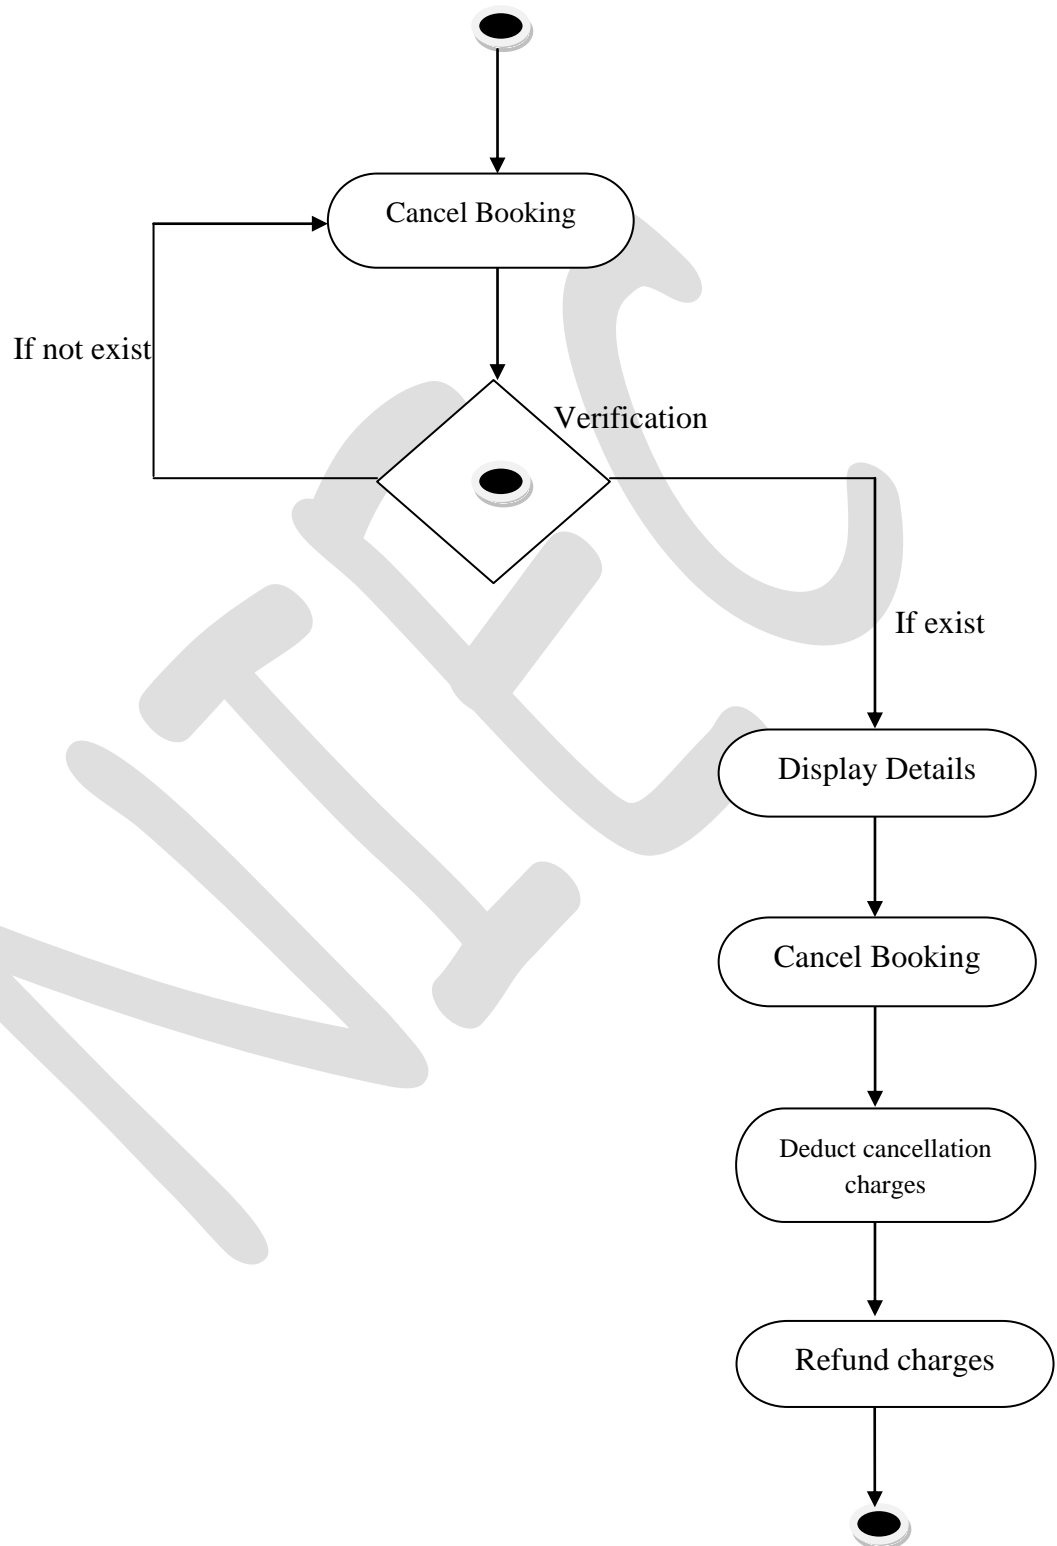 Cancel Booking
If not exist
Verification
If exist
Display Details
Cancel Booking
Deduct cancellation
charges
Refund charges
NIEC